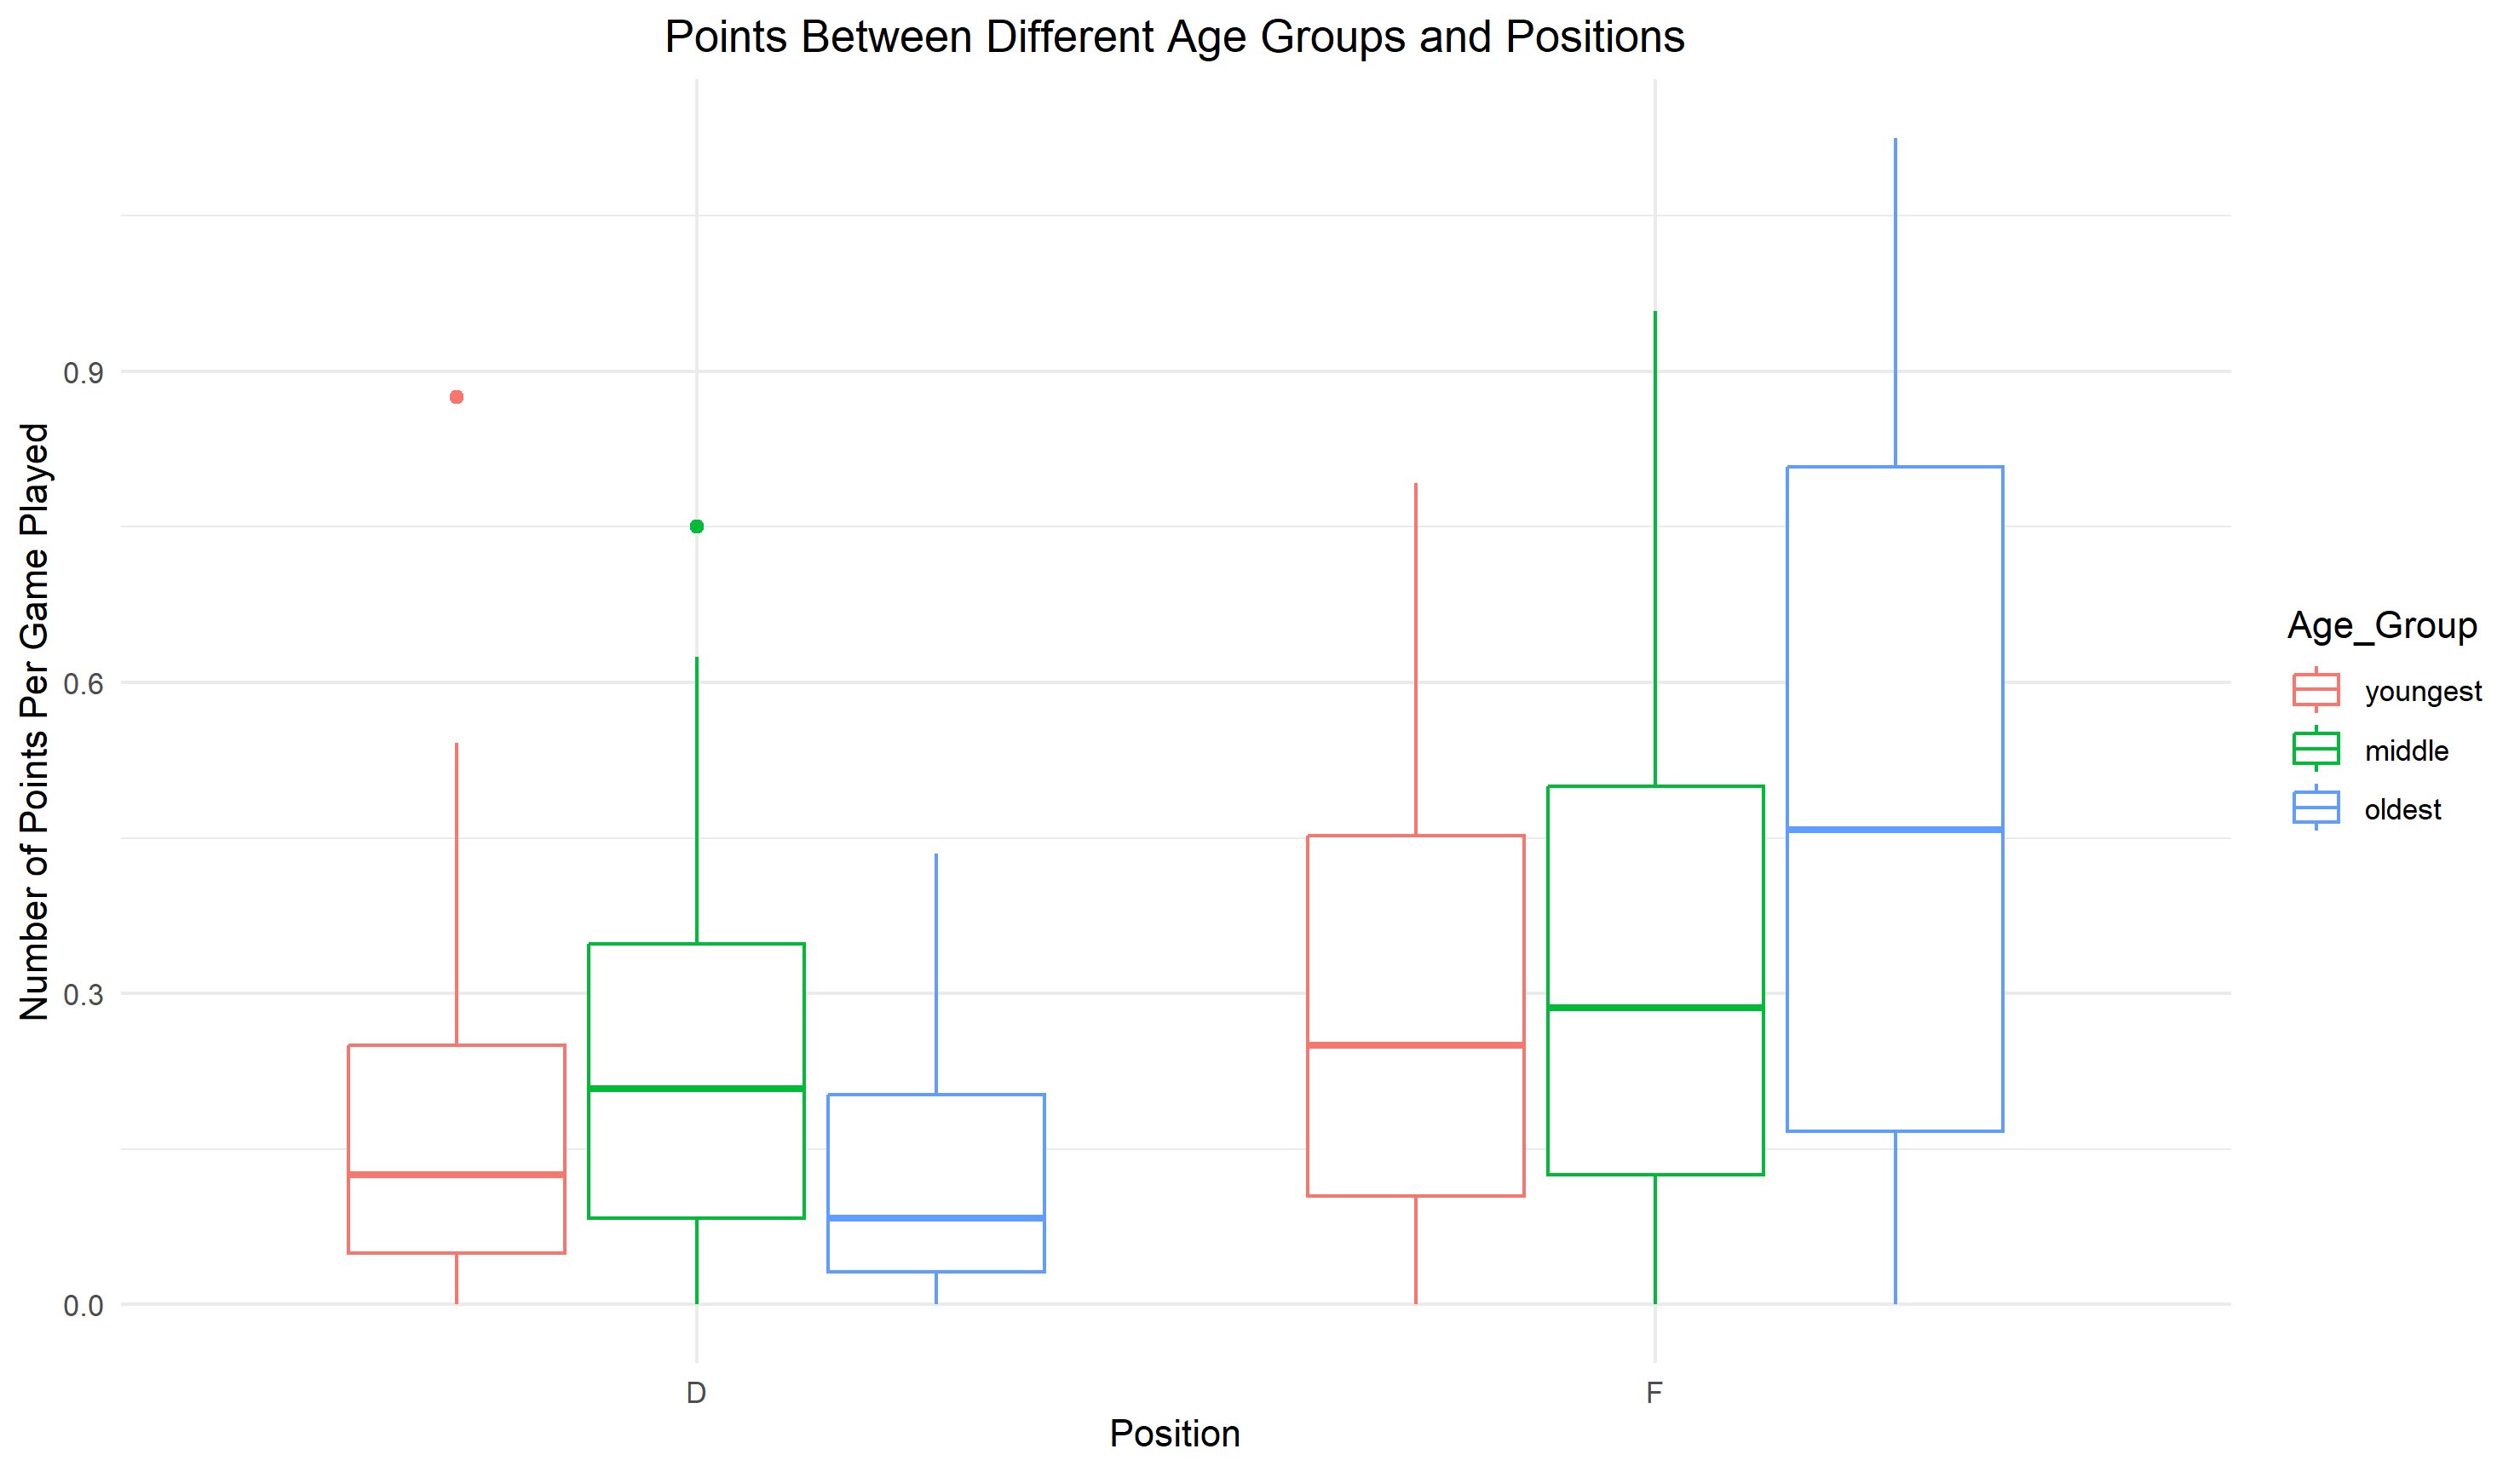 Points Between Different Age Groups and Positions
Number of Points Per Game Played
0.9
0.6
0.3
0.0
D
F
Position
Age_Group
youngest
middle
oldest